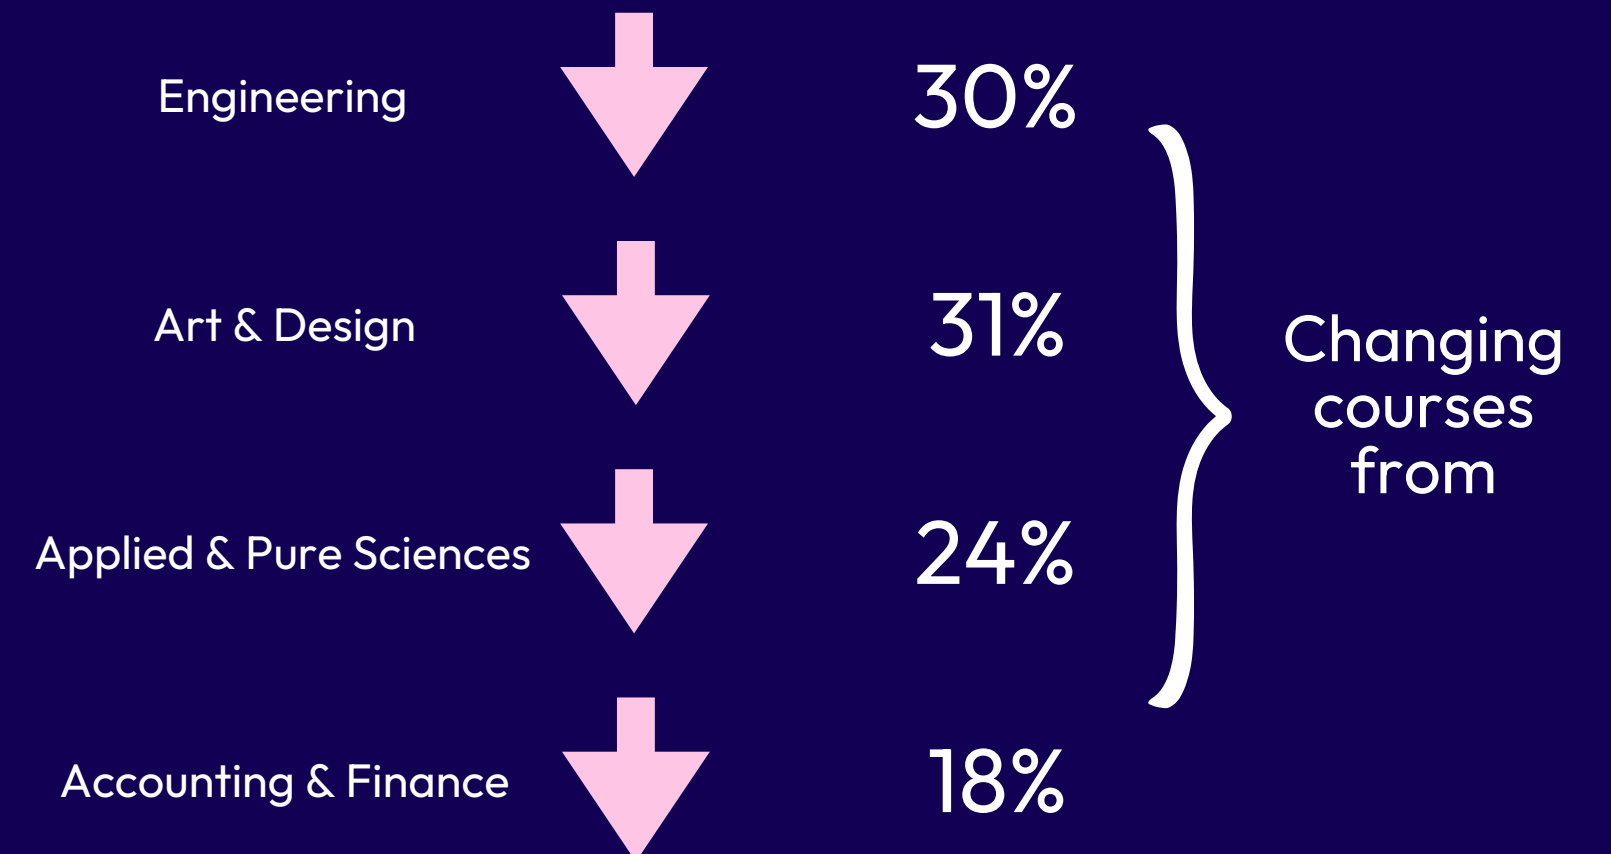 Engineering 30%
Art & Design 31%
Changing
courses
from
Applied & Pure Sciences 24%
Accounting & Finance 18%